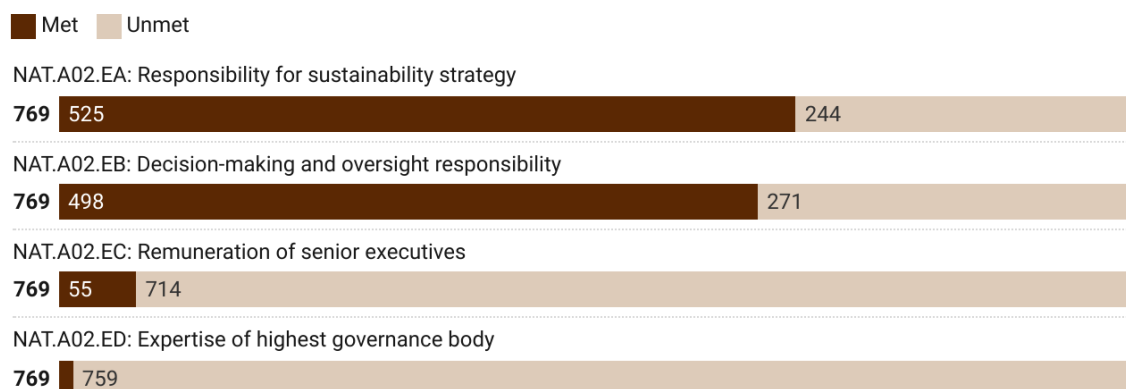 Met Unmet
NAT.A02.EA: Responsibility for sustainability strategy
769 525 244
NAT.A02.EB: Decision-making and oversight responsibility
769 498 271
NAT.A02.EC: Remuneration of senior executives
769 55 714
NAT.A02.ED: Expertise of highest governance body
769 759